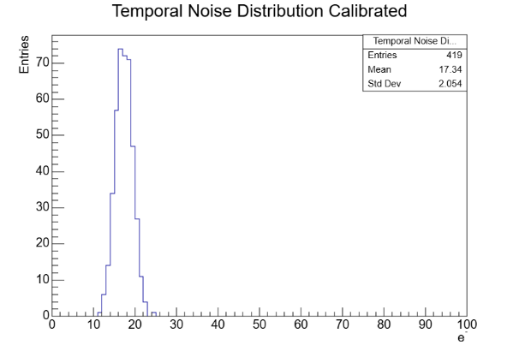 Temporal Noise Distribution Calibrated
Temporal Noise Di...
Entries 419
Mean 17.34
Std Dev 2.054
Entries
70
60
50
40
30
20
10
0
0 10 20 30 40 50 60 70 80 90 100
e⁻